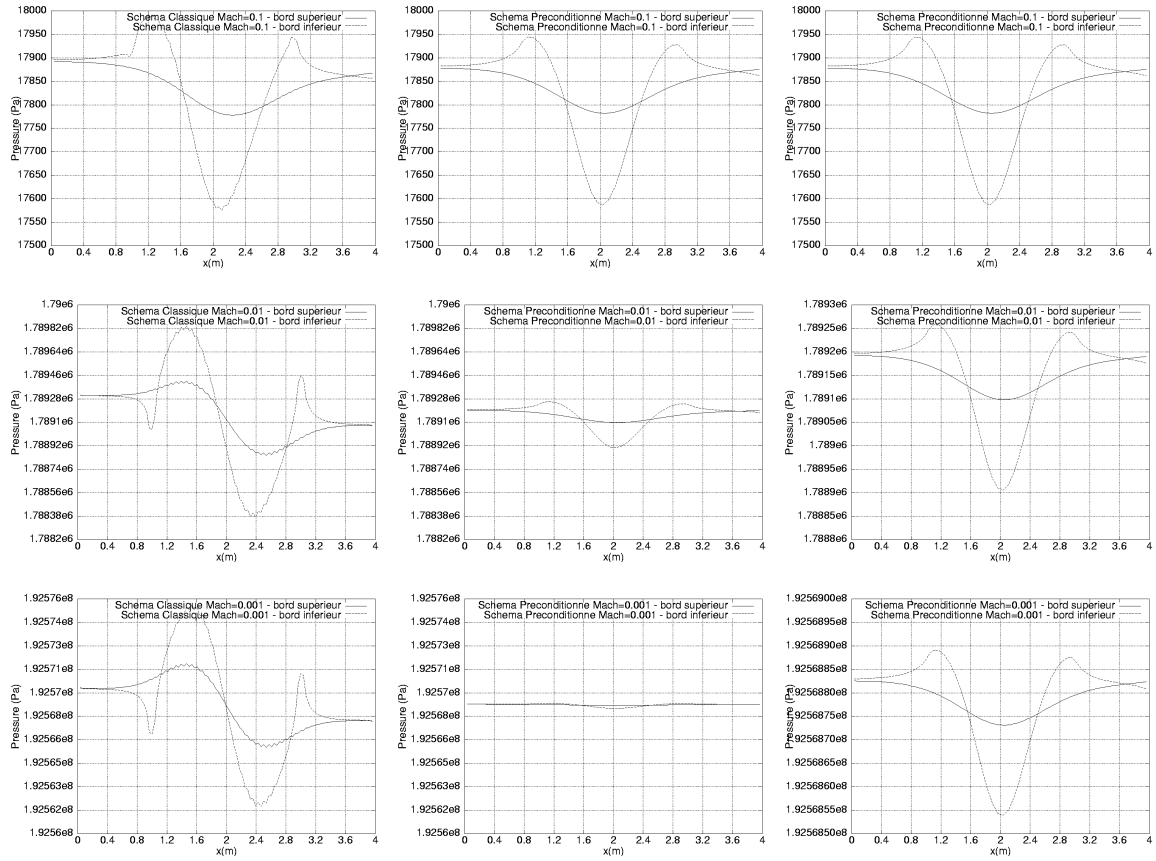 18000
17950
17900
17850
17800
17750
17700
17650
17600
17550
17500
Pressure (Pa)
Schema Classique Mach=0.1 - bord superieur
Schema Classique Mach=0.1 - bord inferieur
0 0.4 0.8 1.2 1.6 2 2.4 2.8 3.2 3.6 4
x(m)
18000
17950
17900
17850
17800
17750
17700
17650
17600
17550
17500
Pressure (Pa)
Schema Preconditionne Mach=0.1 - bord superieur
Schema Preconditionne Mach=0.1 - bord inferieur
0 0.4 0.8 1.2 1.6 2 2.4 2.8 3.2 3.6 4
x(m)
18000
17950
17900
17850
17800
17750
17700
17650
17600
17550
17500
Pressure (Pa)
Schema Preconditionne Mach=0.1 - bord superieur
Schema Preconditionne Mach=0.1 - bord inferieur
0 0.4 0.8 1.2 1.6 2 2.4 2.8 3.2 3.6 4
x(m)
1.79e6
1.78982e6
1.78964e6
1.78946e6
1.78928e6
1.7891e6
1.78892e6
1.78874e6
1.78856e6
1.78838e6
1.7882e6
Pressure (Pa)
Schema Classique Mach=0.01 - bord superieur
Schema Classique Mach=0.01 - bord inferieur
0 0.4 0.8 1.2 1.6 2 2.4 2.8 3.2 3.6 4
x(m)
1.79e6
1.78982e6
1.78964e6
1.78946e6
1.78928e6
1.7891e6
1.78892e6
1.78874e6
1.78856e6
1.78838e6
1.7882e6
Pressure (Pa)
Schema Preconditionne Mach=0.01 - bord superieur
Schema Preconditionne Mach=0.01 - bord inferieur
0 0.4 0.8 1.2 1.6 2 2.4 2.8 3.2 3.6 4
x(m)
1.7893e6
1.78925e6
1.7892e6
1.78915e6
1.7891e6
1.78905e6
1.789e6
1.78895e6
1.7889e6
1.78885e6
1.7888e6
Pressure (Pa)
Schema Preconditionne Mach=0.01 - bord superieur
Schema Preconditionne Mach=0.01 - bord inferieur
0 0.4 0.8 1.2 1.6 2 2.4 2.8 3.2 3.6 4
x(m)
1.92576e8
1.92574e8
1.92573e8
1.92571e8
1.9257e8
1.92568e8
1.92566e8
1.92565e8
1.92563e8
1.92562e8
1.9256e8
Pressure (Pa)
Schema Classique Mach=0.001 - bord superieur
Schema Classique Mach=0.001 - bord inferieur
0 0.4 0.8 1.2 1.6 2 2.4 2.8 3.2 3.6 4
x(m)
1.92576e8
1.92574e8
1.92573e8
1.92571e8
1.9257e8
1.92568e8
1.92566e8
1.92565e8
1.92563e8
1.92562e8
1.9256e8
Pressure (Pa)
Schema Preconditionne Mach=0.001 - bord superieur
Schema Preconditionne Mach=0.001 - bord inferieur
0 0.4 0.8 1.2 1.6 2 2.4 2.8 3.2 3.6 4
x(m)
1.9256900e8
1.9256895e8
1.9256890e8
1.9256885e8
1.9256880e8
1.9256875e8
1.9256870e8
1.9256865e8
1.9256860e8
1.9256855e8
1.9256850e8
Pressure (Pa)
Schema Preconditionne Mach=0.001 - bord superieur
Schema Preconditionne Mach=0.001 - bord inferieur
0 0.4 0.8 1.2 1.6 2 2.4 2.8 3.2 3.6 4
x(m)